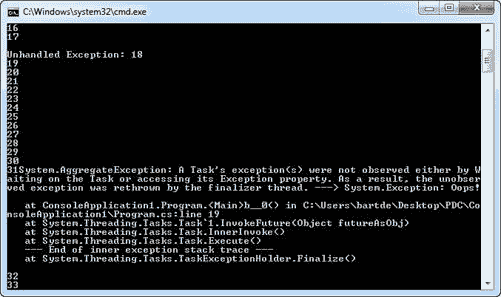 C:\Windows\system32\cmd.exe
16
17
Unhandled Exception: 18
19
20
21
22
23
24
25
26
27
28
29
30
31System.AggregateException: A Task's exception(s) were not observed either by W
aiting on the Task or accessing its Exception property. As a result, the unobser
ved exception was rethrown by the finalizer thread. ---> System.Exception: Oops!
at ConsoleApplication1.Program.<Main>b__0() in C:\Users\bartde\Desktop\PDC\Co
nsoleApplication1\Program.cs:line 19
at System.Threading.Tasks.Task`1.InvokeFuture(Object futureAsObj)
at System.Threading.Tasks.Task.InnerInvoke()
at System.Threading.Tasks.Task.Execute()
--- End of inner exception stack trace ---
at System.Threading.Tasks.TaskExceptionHolder.Finalize()
32
33